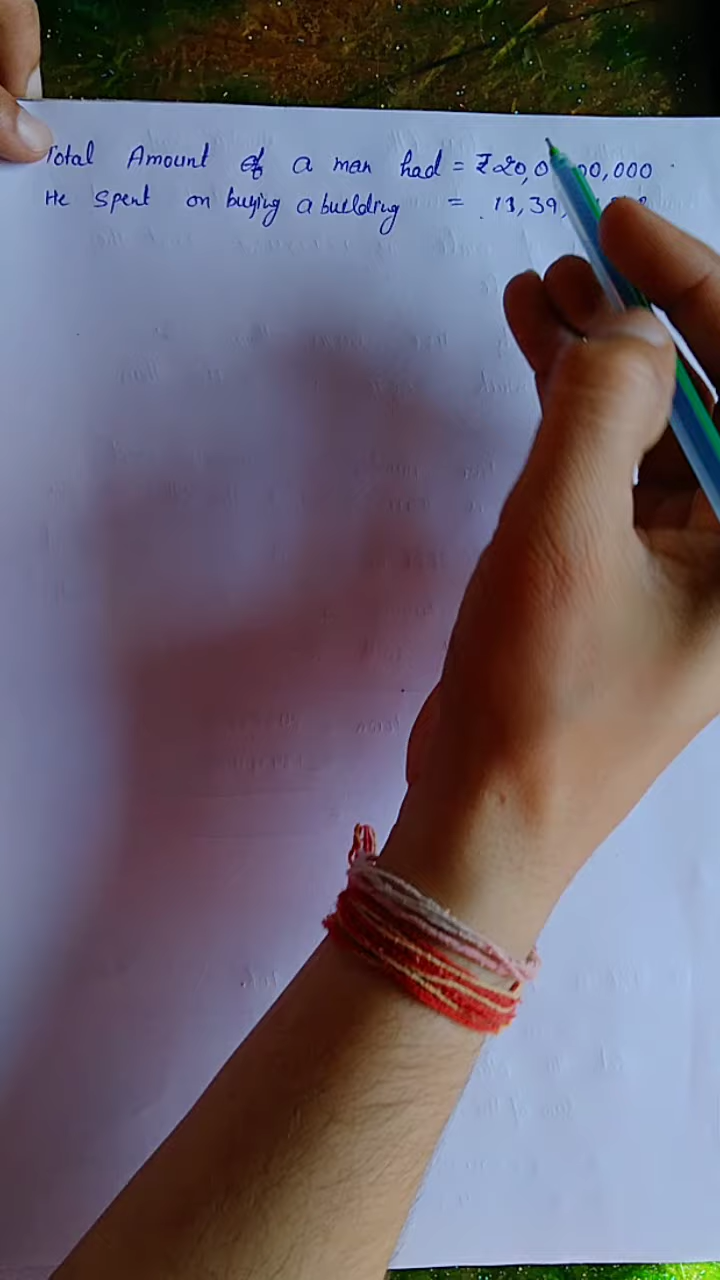 Total Amount of a man had = ₹20,0 00,000
He spent on buying a building = 13,39,